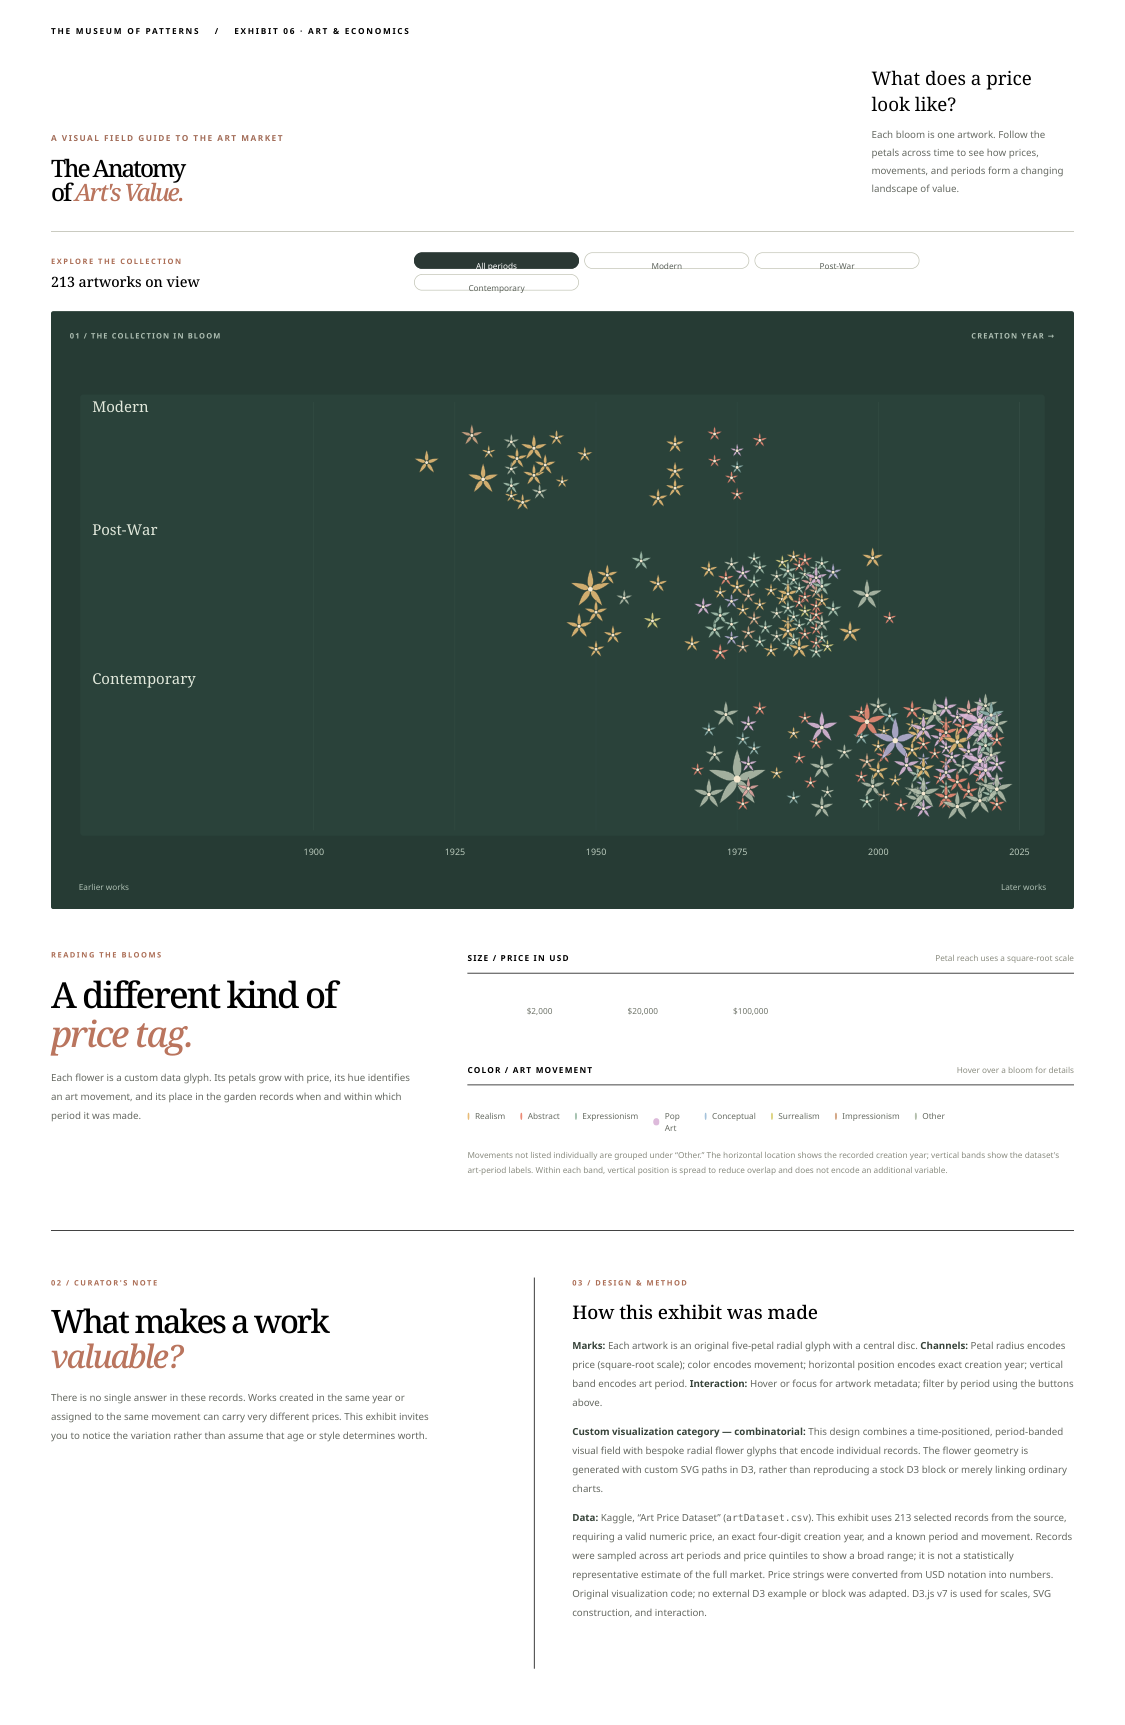 THE MUSEUM OF PATTERNS / EXHIBIT 06 · ART & ECONOMICS
What does a price
look like?
Each bloom is one artwork. Follow the
petals across time to see how prices,
movements, and periods form a changing
landscape of value.
A VISUAL FIELD GUIDE TO THE ART MARKET
The Anatomy
of Art's Value.
EXPLORE THE COLLECTION
213 artworks on view
All periods
Modern
Post-War
Contemporary
01 / THE COLLECTION IN BLOOM
CREATION YEAR →
Modern
Post-War
Contemporary
1900 1925 1950 1975 2000 2025
Earlier works
Later works
READING THE BLOOMS
A different kind of
price tag.
Each flower is a custom data glyph. Its petals grow with price, its hue identifies
an art movement, and its place in the garden records when and within which
period it was made.
SIZE / PRICE IN USD
Petal reach uses a square-root scale
$2,000 $20,000 $100,000
COLOR / ART MOVEMENT
Hover over a bloom for details
Realism Abstract Expressionism Pop Art Conceptual Surrealism Impressionism Other
Movements not listed individually are grouped under “Other.” The horizontal location shows the recorded creation year; vertical bands show the dataset's
art-period labels. Within each band, vertical position is spread to reduce overlap and does not encode an additional variable.
02 / CURATOR'S NOTE
What makes a work
valuable?
There is no single answer in these records. Works created in the same year or
assigned to the same movement can carry very different prices. This exhibit invites
you to notice the variation rather than assume that age or style determines worth.
03 / DESIGN & METHOD
How this exhibit was made
Marks: Each artwork is an original five-petal radial glyph with a central disc. Channels: Petal radius encodes
price (square-root scale); color encodes movement; horizontal position encodes exact creation year; vertical
band encodes art period. Interaction: Hover or focus for artwork metadata; filter by period using the buttons
above.
Custom visualization category — combinatorial: This design combines a time-positioned, period-banded
visual field with bespoke radial flower glyphs that encode individual records. The flower geometry is
generated with custom SVG paths in D3, rather than reproducing a stock D3 block or merely linking ordinary
charts.
Data: Kaggle, “Art Price Dataset” (artDataset.csv). This exhibit uses 213 selected records from the source,
requiring a valid numeric price, an exact four-digit creation year, and a known period and movement. Records
were sampled across art periods and price quintiles to show a broad range; it is not a statistically
representative estimate of the full market. Price strings were converted from USD notation into numbers.
Original visualization code; no external D3 example or block was adapted. D3.js v7 is used for scales, SVG
construction, and interaction.